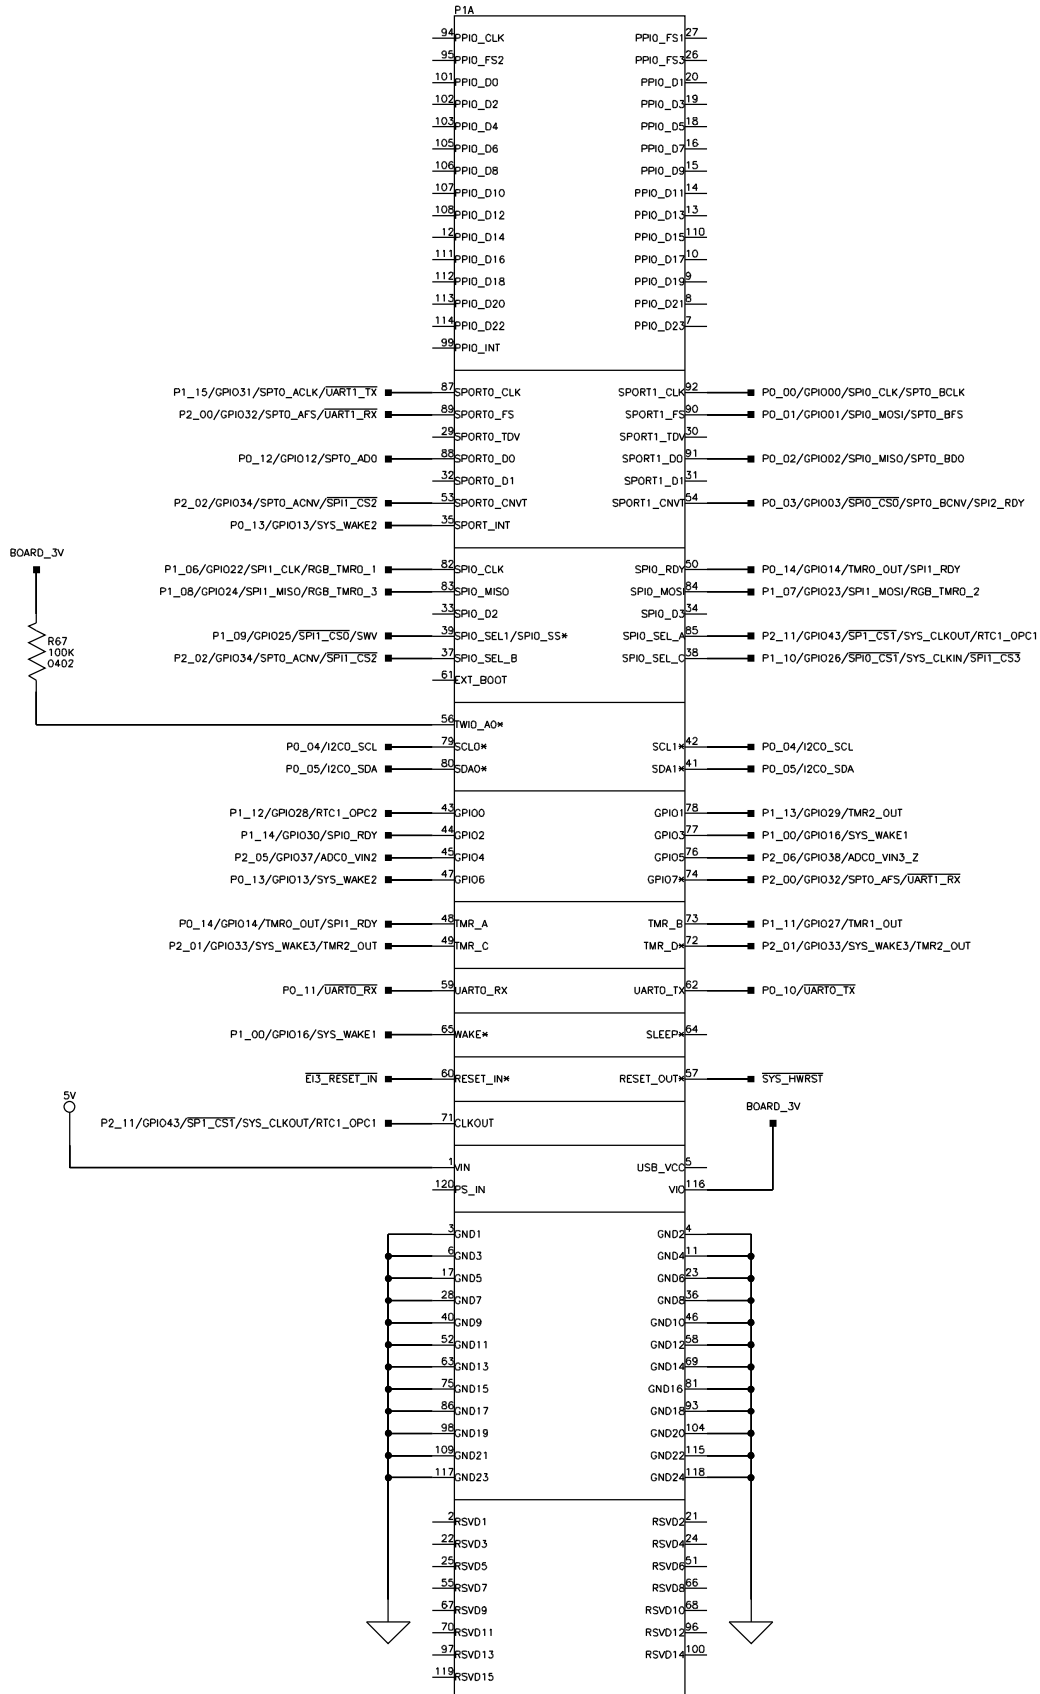 P1A
94 PPI0_CLK PPI0_FS1 27
95 PPI0_FS2 PPI0_FS3 26
101 PPI0_D0 PPI0_D1 20
102 PPI0_D2 PPI0_D3 19
103 PPI0_D4 PPI0_D5 18
105 PPI0_D6 PPI0_D7 16
106 PPI0_D8 PPI0_D9 15
107 PPI0_D10 PPI0_D11 14
108 PPI0_D12 PPI0_D13 13
12 PPI0_D14 PPI0_D15 110
111 PPI0_D16 PPI0_D17 10
112 PPI0_D18 PPI0_D19 9
113 PPI0_D20 PPI0_D21 8
114 PPI0_D22 PPI0_D23 7
99 PPI0_INT
P1_15/GPIO31/SPT0_ACLK/UART1_TX 87 SPORT0_CLK SPORT1_CLK 92 P0_00/GPIO00/SPI0_CLK/SPT0_BCLK
P2_00/GPIO32/SPT0_AFS/UART1_RX 89 SPORT0_FS SPORT1_FS 90 P0_01/GPIO01/SPI0_MOSI/SPT0_BFS
29 SPORT0_TDV SPORT1_TDV 30
P0_12/GPIO12/SPT0_AD0 88 SPORT0_D0 SPORT1_D0 91 P0_02/GPIO02/SPI0_MISO/SPT0_BD0
32 SPORT0_D1 SPORT1_D1 31
P2_02/GPIO34/SPT0_ACNV/SPI1_CS2 53 SPORT0_CNVT SPORT1_CNVT 54 P0_03/GPIO03/SPI0_CS0/SPT0_BCNV/SPI2_RDY
P0_13/GPIO13/SYS_WAKE2 35 SPORT_INT
BOARD_3V
P1_06/GPIO22/SPI1_CLK/RGB_TMR0_1 82 SPI0_CLK SPI0_RDY 50 P0_14/GPIO14/TMR0_OUT/SPI1_RDY
P1_08/GPIO24/SPI1_MISO/RGB_TMR0_3 83 SPI0_MISO SPI0_MOSI 84 P1_07/GPIO23/SPI1_MOSI/RGB_TMR0_2
33 SPI0_D2 SPI0_D3 34
P1_09/GPIO25/SPI1_CS0/SWV 39 SPI0_SEL1/SPI0_SS* SPI0_SEL_A 85 P2_11/GPIO43/SP1_CS1/SYS_CLKOUT/RTC1_OPC1
R67
100K
0402
P2_02/GPIO34/SPT0_ACNV/SPI1_CS2 37 SPI0_SEL_B SPI0_SEL_C 38 P1_10/GPIO26/SPI0_CS1/SYS_CLKIN/SPI1_CS3
61 EXT_BOOT
56 TWI0_A0*
P0_04/I2C0_SCL 79 SCL0* SCL1* 42 P0_04/I2C0_SCL
P0_05/I2C0_SDA 80 SDA0* SDA1* 41 P0_05/I2C0_SDA
P1_12/GPIO28/RTC1_OPC2 43 GPIO0 GPIO1 78 P1_13/GPIO29/TMR2_OUT
P1_14/GPIO30/SPI0_RDY 44 GPIO2 GPIO3 77 P1_00/GPIO16/SYS_WAKE1
P2_05/GPIO37/ADC0_VIN2 45 GPIO4 GPIO5 76 P2_06/GPIO38/ADC0_VIN3_Z
P0_13/GPIO13/SYS_WAKE2 47 GPIO6 GPIO7* 74 P2_00/GPIO32/SPT0_AFS/UART1_RX
P0_14/GPIO14/TMR0_OUT/SPI1_RDY 48 TMR_A TMR_B 73 P1_11/GPIO27/TMR1_OUT
P2_01/GPIO33/SYS_WAKE3/TMR2_OUT 49 TMR_C TMR_D* 72 P2_01/GPIO33/SYS_WAKE3/TMR2_OUT
P0_11/UART0_RX 59 UART0_RX UART0_TX 62 P0_10/UART0_TX
P1_00/GPIO16/SYS_WAKE1 65 WAKE* SLEEP* 64
EI3_RESET_IN 60 RESET_IN* RESET_OUT* 57 SYS_HWRST
5V
BOARD_3V
P2_11/GPIO43/SP1_CS1/SYS_CLKOUT/RTC1_OPC1 71 CLKOUT
1 VIN USB_VCC 5
120 PS_IN VIO 116
3 GND1 GND2 4
6 GND3 GND4 11
17 GND5 GND6 23
28 GND7 GND8 36
40 GND9 GND10 46
52 GND11 GND12 58
63 GND13 GND14 69
75 GND15 GND16 81
86 GND17 GND18 93
98 GND19 GND20 104
109 GND21 GND22 115
117 GND23 GND24 118
2 RSVD1 RSVD2 21
22 RSVD3 RSVD4 24
25 RSVD5 RSVD6 51
55 RSVD7 RSVD8 66
67 RSVD9 RSVD10 68
70 RSVD11 RSVD12 96
97 RSVD13 RSVD14 100
119 RSVD15